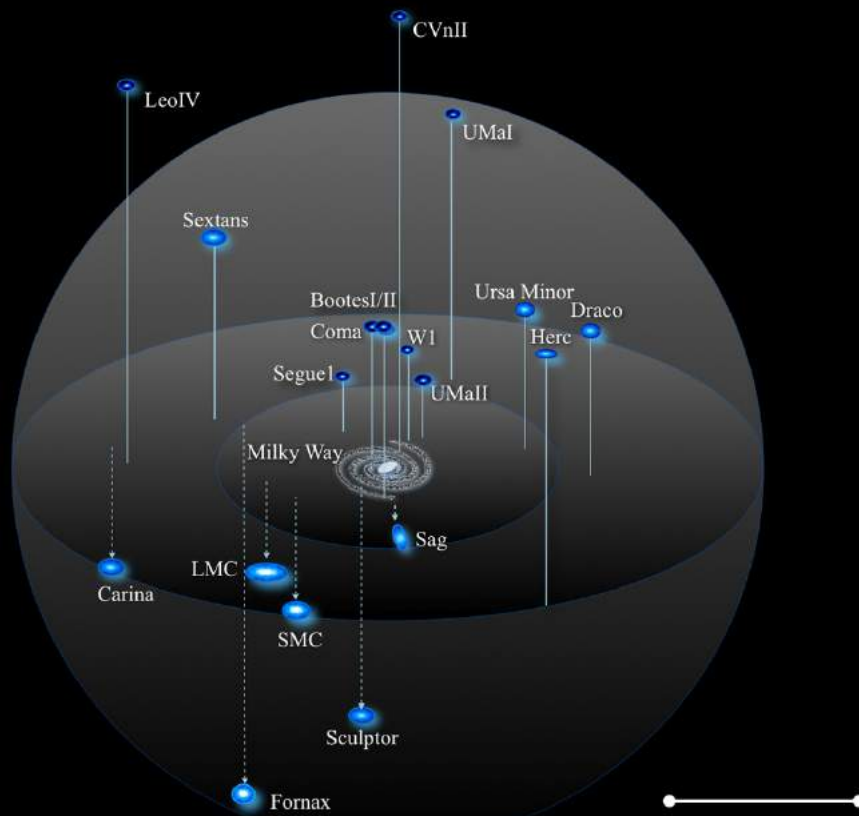 CVnII
LeoIV
UMaI
Sextans
Ursa Minor
BootesI/II
Draco
Coma
W1
Herc
Segue1
UMaII
Milky Way
Sag
LMC
Carina
SMC
Sculptor
Fornax